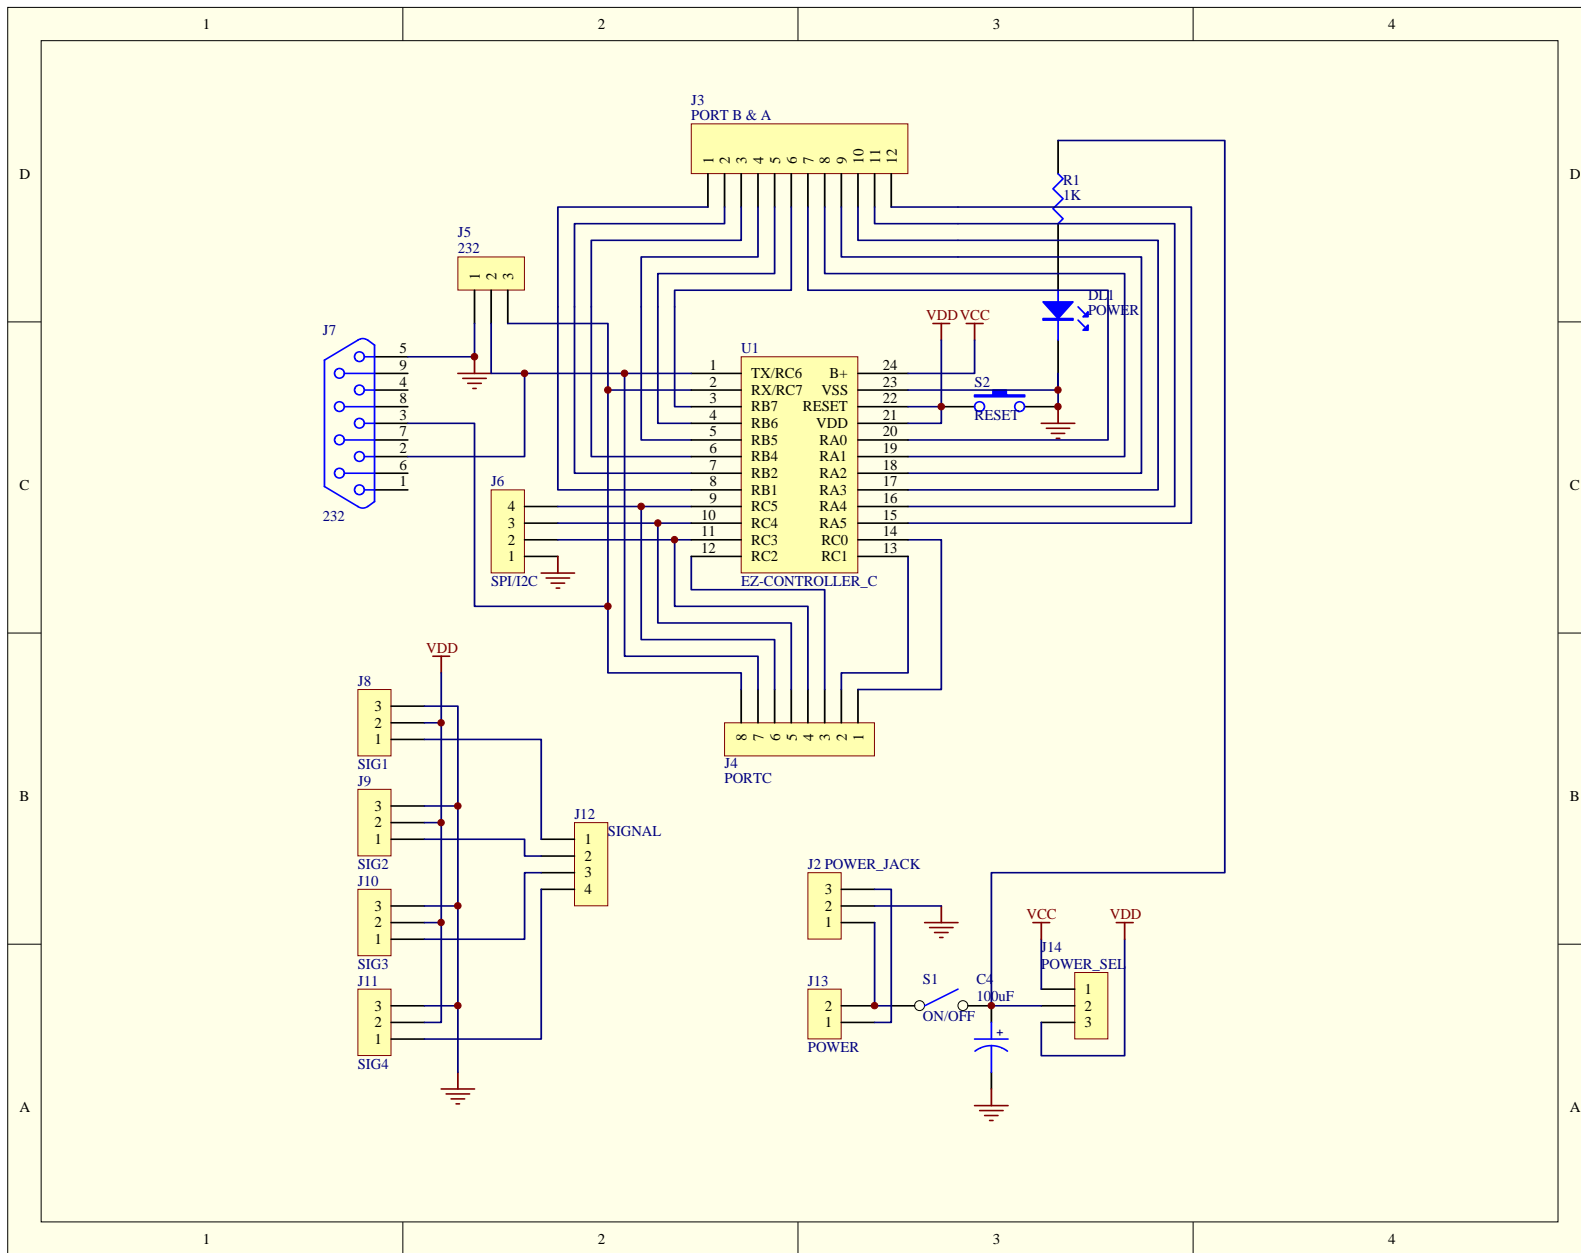 1 2 3 4
D D
C C
B B
A A
1 2 3 4
J3
PORT B & A
1 2 3 4 5 6 7 8 9 10 11 12
R1
1K
J5
232
1 2 3
DL1
POWER
J7
5
9
4
8
3
7
2
6
1
232
VDD VCC
U1
1 TX/RC6 B+ 24
2 RX/RC7 VSS 23
3 RB7 RESET 22
4 RB6 VDD 21
5 RB5 RA0 20
6 RB4 RA1 19
7 RB2 RA2 18
8 RB1 RA3 17
9 RC5 RA4 16
10 RC4 RA5 15
11 RC3 RC0 14
12 RC2 RC1 13
EZ-CONTROLLER_C
S2
RESET
J6
4
3
2
1
SPI/I2C
VDD
J8
3
2
1
SIG1
J9
3
2
1
SIG2
J10
3
2
1
SIG3
J11
3
2
1
SIG4
8 7 6 5 4 3 2 1
J4
PORTC
J12
SIGNAL
1
2
3
4
J2 POWER_JACK
3
2
1
J13
2
1
POWER
S1
ON/OFF
C4
100uF
+
VCC VDD
J14
POWER_SEL
1
2
3